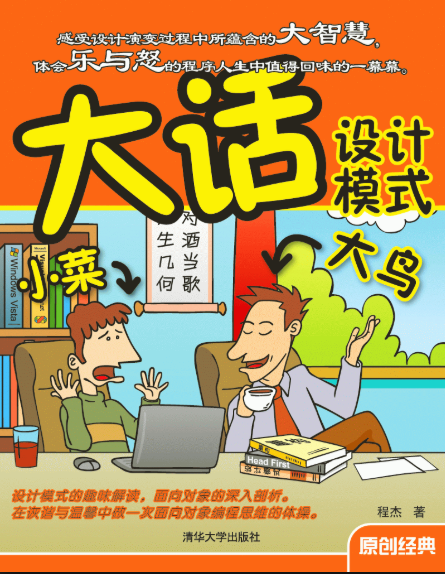 感受设计演变过程中所蕴含的大智慧,
体会乐与怒的程序人生中值得回味的一幕幕。
大话
设计
模式
小菜
大鸟
对酒当歌
人生几何
Windows Vista
Head First
设计模式的趣味解读，面向对象的深入剖析。
在诙谐与温馨中做一次面向对象编程思维的体操。
程杰 著
清华大学出版社
原创经典